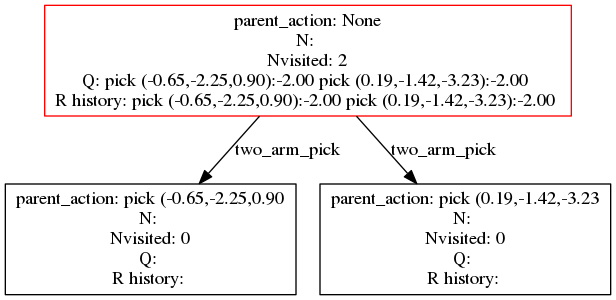 parent_action: None
N:
Nvisited: 2
Q: pick (-0.65,-2.25,0.90):-2.00 pick (0.19,-1.42,-3.23):-2.00
R history: pick (-0.65,-2.25,0.90):-2.00 pick (0.19,-1.42,-3.23):-2.00
two_arm_pick
two_arm_pick
parent_action: pick (-0.65,-2.25,0.90
N:
Nvisited: 0
Q:
R history:
parent_action: pick (0.19,-1.42,-3.23
N:
Nvisited: 0
Q:
R history: